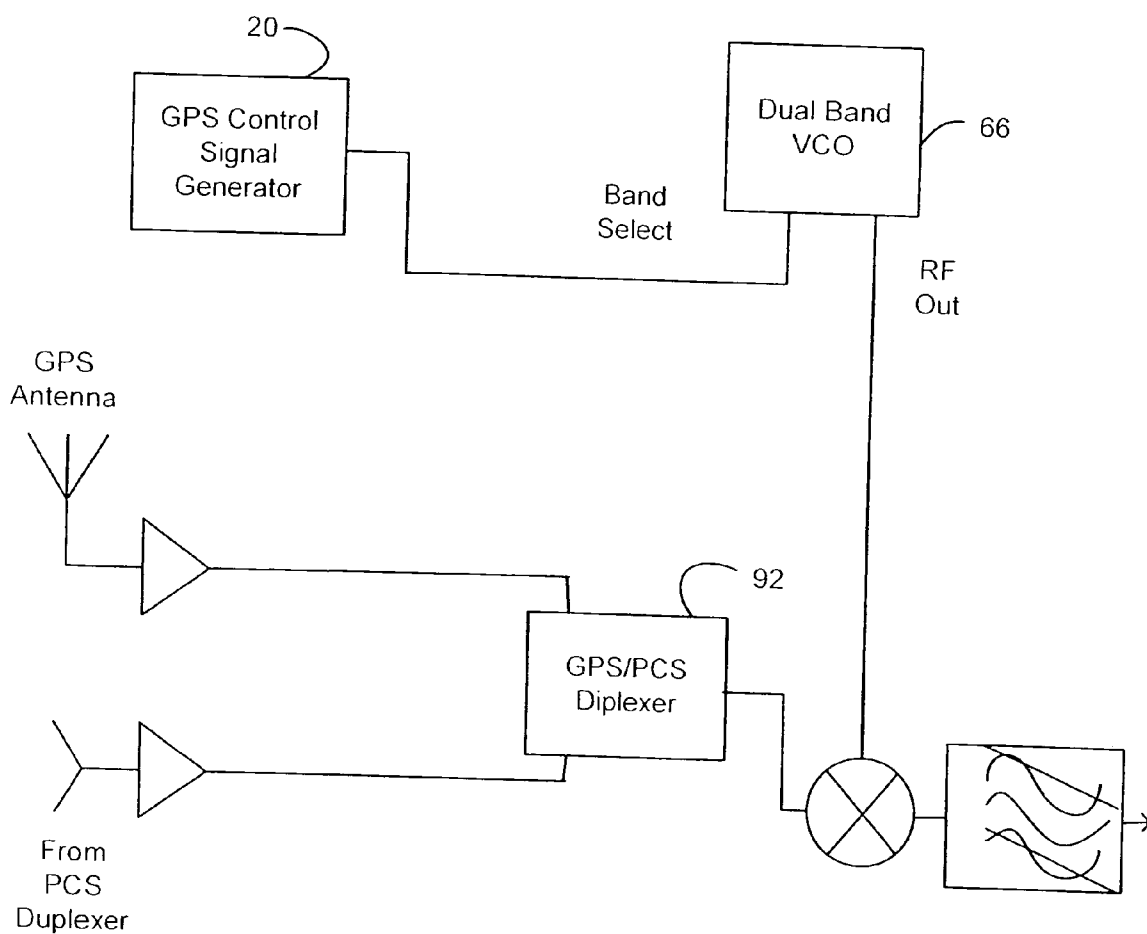 20
GPS Control
Signal
Generator
Dual Band
VCO
66
Band
Select
RF
Out
GPS
Antenna
92
GPS/PCS
Diplexer
From
PCS
Duplexer